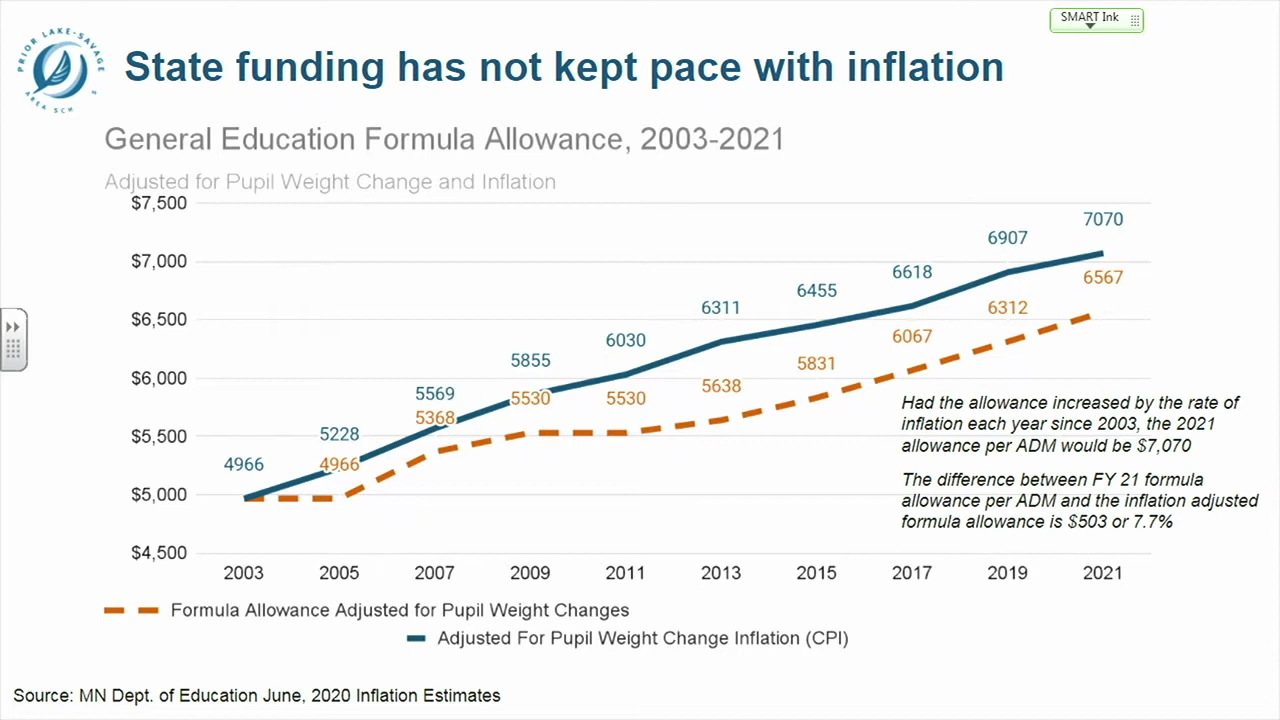 SMART Ink
PRIOR LAKE-SAVAGE
AREA SCH S
State funding has not kept pace with inflation
General Education Formula Allowance, 2003-2021
Adjusted for Pupil Weight Change and Inflation
$7,500
$7,000
$6,500
$6,000
$5,500
$5,000
$4,500
4966
5228
5569
5855
6030
6311
6455
6618
6907
7070
4966
5368
5530
5530
5638
5831
6067
6312
6567
Had the allowance increased by the rate of
inflation each year since 2003, the 2021
allowance per ADM would be $7,070
The difference between FY 21 formula
allowance per ADM and the inflation adjusted
formula allowance is $503 or 7.7%
2003 2005 2007 2009 2011 2013 2015 2017 2019 2021
Formula Allowance Adjusted for Pupil Weight Changes
Adjusted For Pupil Weight Change Inflation (CPI)
Source: MN Dept. of Education June, 2020 Inflation Estimates